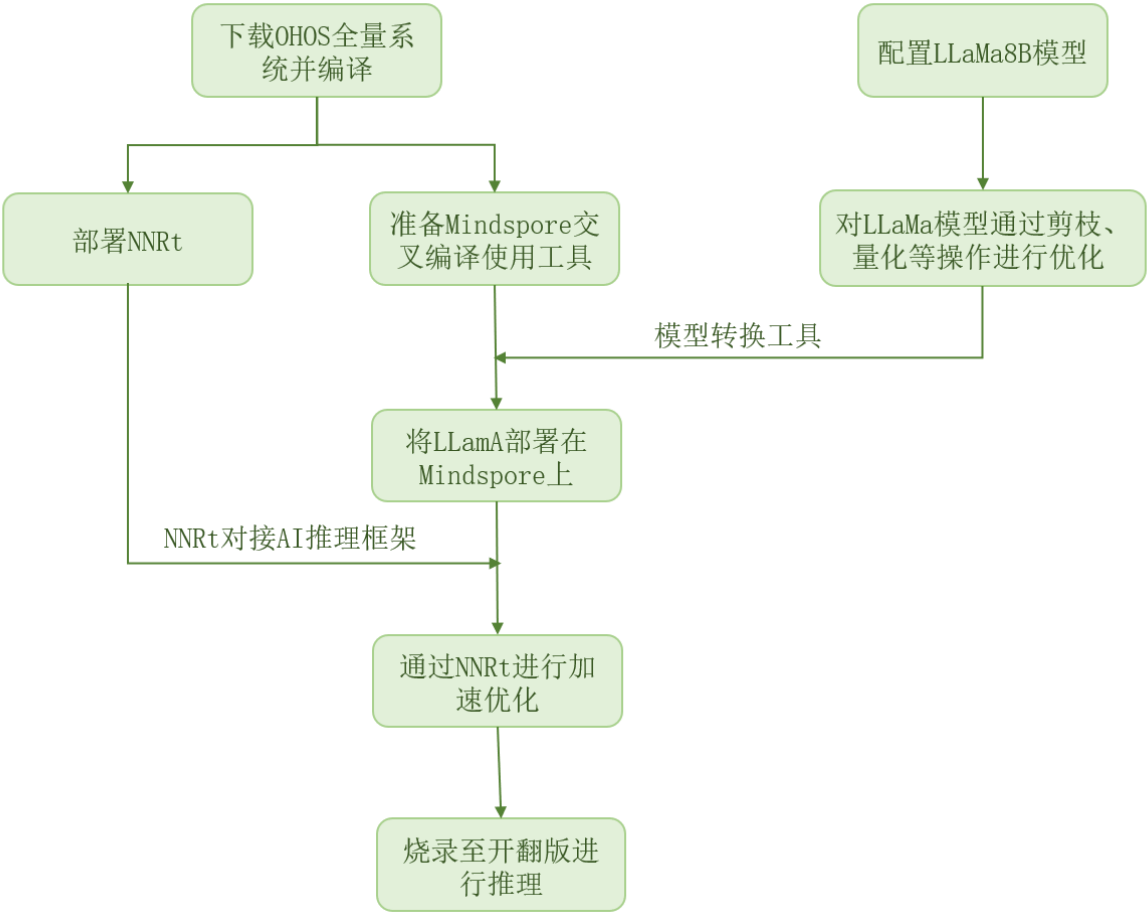 下载OHOS全量系
统并编译
配置LLaMa8B模型
部署NNRt
准备Mindspore交
叉编译使用工具
对LLaMa模型通过剪枝、
量化等操作进行优化
模型转换工具
将LLamA部署在
Mindspore上
NNRt对接AI推理框架
通过NNRt进行加
速优化
烧录至开翻版进
行推理